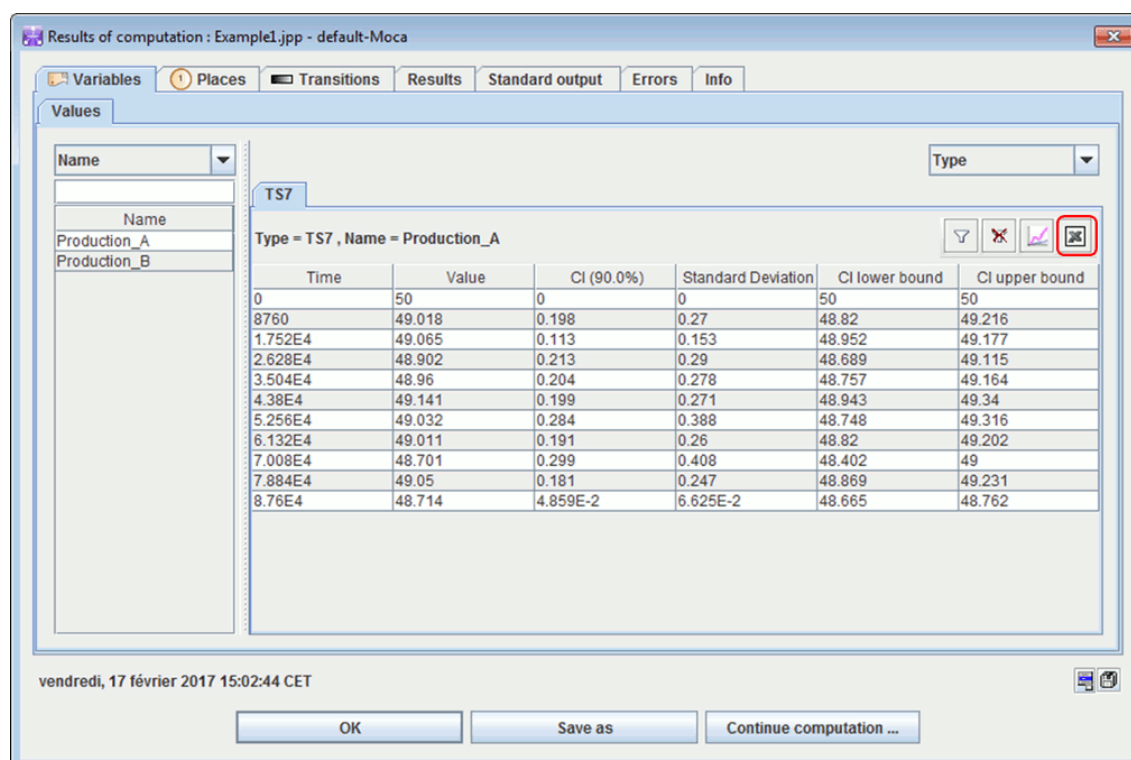 Results of computation : Example1.jpp - default-Moca
Variables 1 Places Transitions Results Standard output Errors Info
Values
Name
Type
TS7
Name
Production_A
Production_B
Type = TS7 , Name = Production_A
Time Value CI (90.0%) Standard Deviation CI lower bound CI upper bound
0 50 0 0 50 50
8760 49.018 0.198 0.27 48.82 49.216
1.752E4 49.065 0.113 0.153 48.952 49.177
2.628E4 48.902 0.213 0.29 48.689 49.115
3.504E4 48.96 0.204 0.278 48.757 49.164
4.38E4 49.141 0.199 0.271 48.943 49.34
5.256E4 49.032 0.284 0.388 48.748 49.316
6.132E4 49.011 0.191 0.26 48.82 49.202
7.008E4 48.701 0.299 0.408 48.402 49
7.884E4 49.05 0.181 0.247 48.869 49.231
8.76E4 48.714 4.859E-2 6.625E-2 48.665 48.762
vendredi, 17 février 2017 15:02:44 CET
OK Save as Continue computation ...